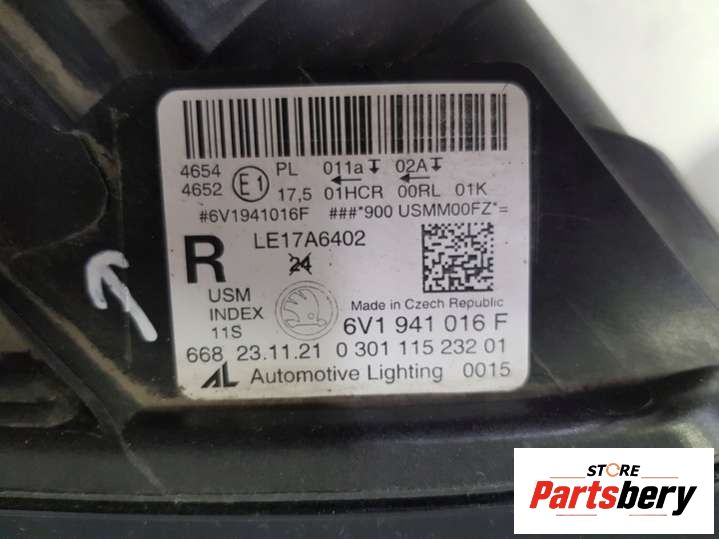 4654 E1 PL 011a 02A
4652 17,5 01HCR 00RL 01K
#6V1941016F ###*900 USMM00FZ*=
R LE17A6402
24
USM
INDEX
11S
Made in Czech Republic
6V1 941 016 F
668 23.11.21 0 301 115 232 01
AL Automotive Lighting 0015
STORE
Partsbery